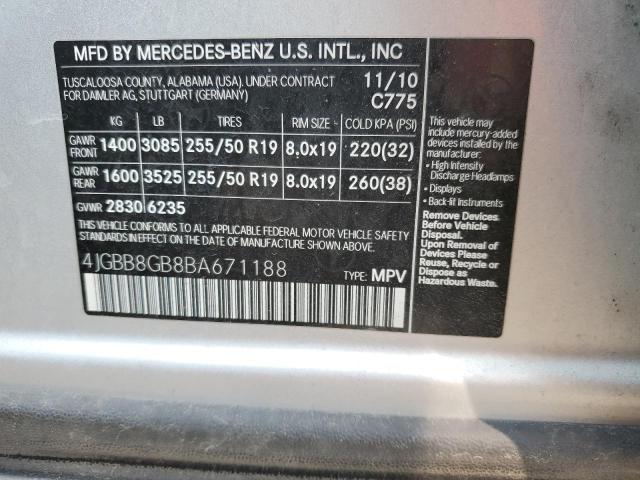 MFD BY MERCEDES-BENZ U.S. INTL., INC
TUSCALOOSA COUNTY, ALABAMA (USA). UNDER CONTRACT 11/10
FOR DAIMLER AG, STUTTGART (GERMANY) C775
KG LB TIRES RIM SIZE COLD KPA (PSI)
GAWR FRONT 1400 3085 255/50 R19 8.0x19 220(32)
GAWR REAR 1600 3525 255/50 R19 8.0x19 260(38)
GVWR 2830 6235
THIS VEHICLE CONFORMS TO ALL APPLICABLE FEDERAL MOTOR VEHICLE SAFETY
STANDARDS IN EFFECT ON THE DATE OF MANUFACTURE SHOWN ABOVE.
4JGBB8GB8BA671188
TYPE: MPV
This vehicle may
include mercury-added
devices installed by the
manufacturer:
• High Intensity
Discharge Headlamps
• Displays
• Back-lit Instruments
Remove Devices
Before Vehicle
Disposal.
Upon Removal of
Devices Please
Reuse, Recycle or
Dispose as
Hazardous Waste.